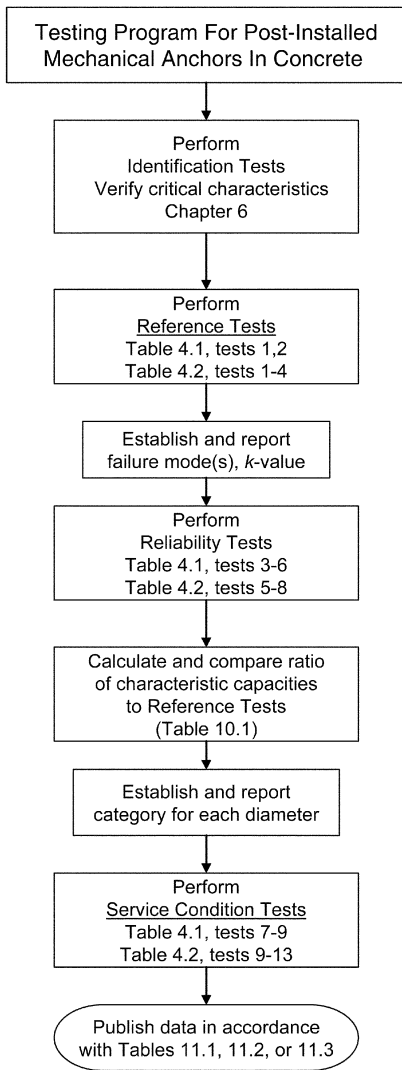 Testing Program For Post-Installed
Mechanical Anchors In Concrete
Perform
Identification Tests
Verify critical characteristics
Chapter 6
Perform
Reference Tests
Table 4.1, tests 1,2
Table 4.2, tests 1-4
Establish and report
failure mode(s), k-value
Perform
Reliability Tests
Table 4.1, tests 3-6
Table 4.2, tests 5-8
Calculate and compare ratio
of characteristic capacities
to Reference Tests
(Table 10.1)
Establish and report
category for each diameter
Perform
Service Condition Tests
Table 4.1, tests 7-9
Table 4.2, tests 9-13
Publish data in accordance
with Tables 11.1, 11.2, or 11.3